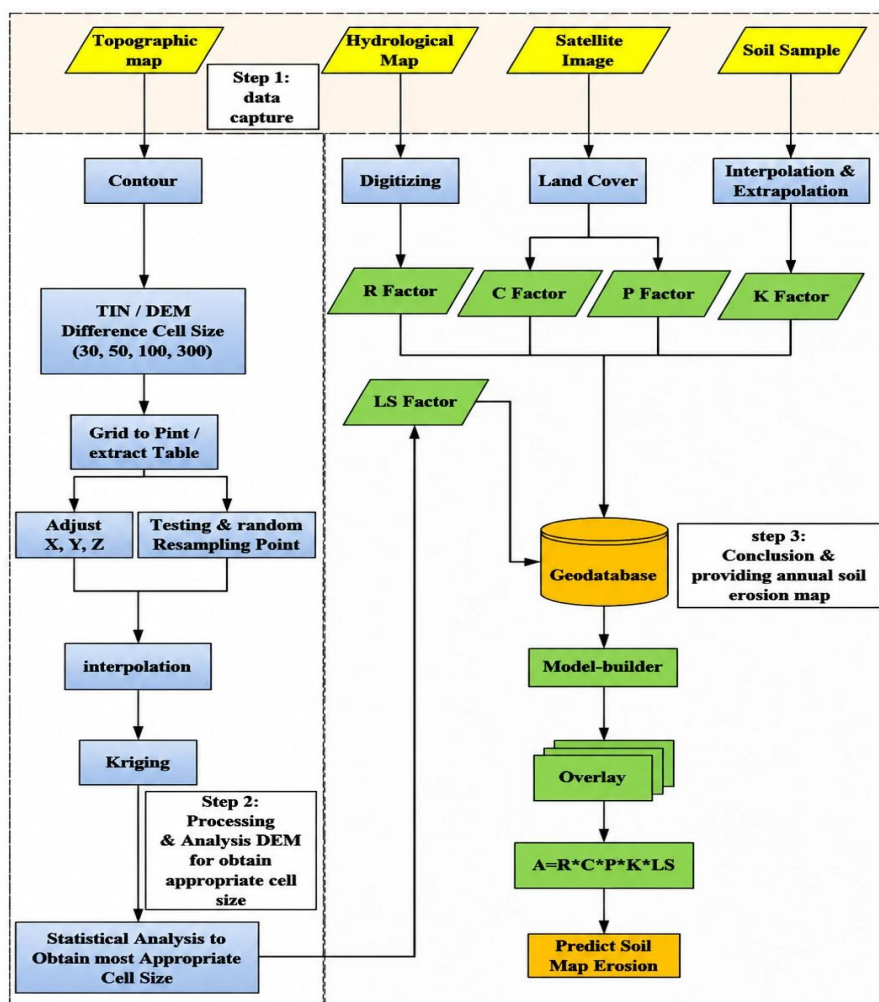 Topographic
map
Hydrological
Map
Satellite
Image
Soil Sample
Step 1:
data
capture
Contour
Digitizing
Land Cover
Interpolation &
Extrapolation
R Factor
C Factor
P Factor
K Factor
TIN / DEM
Difference Cell Size
(30, 50, 100, 300)
LS Factor
Grid to Pint /
extract Table
Adjust
X, Y, Z
Testing & random
Resampling Point
Geodatabase
step 3:
Conclusion &
providing annual soil
erosion map
interpolation
Model-builder
Kriging
Overlay
Step 2:
Processing
& Analysis DEM
for obtain
appropriate cell
size
A=R*C*P*K*LS
Statistical Analysis to
Obtain most Appropriate
Cell Size
Predict Soil
Map Erosion